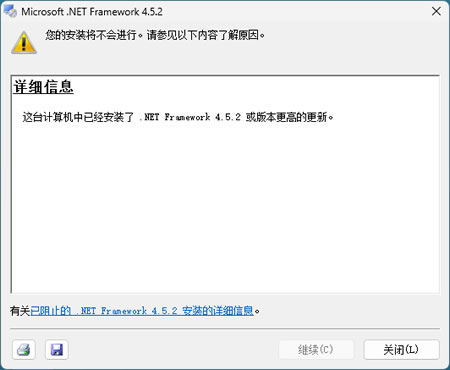 Microsoft .NET Framework 4.5.2
您的安装将不会进行。请参见以下内容了解原因。
详细信息
这台计算机中已经安装了 .NET Framework 4.5.2 或版本更高的更新。
有关已阻止的 .NET Framework 4.5.2 安装的详细信息。
继续(C)
关闭(L)